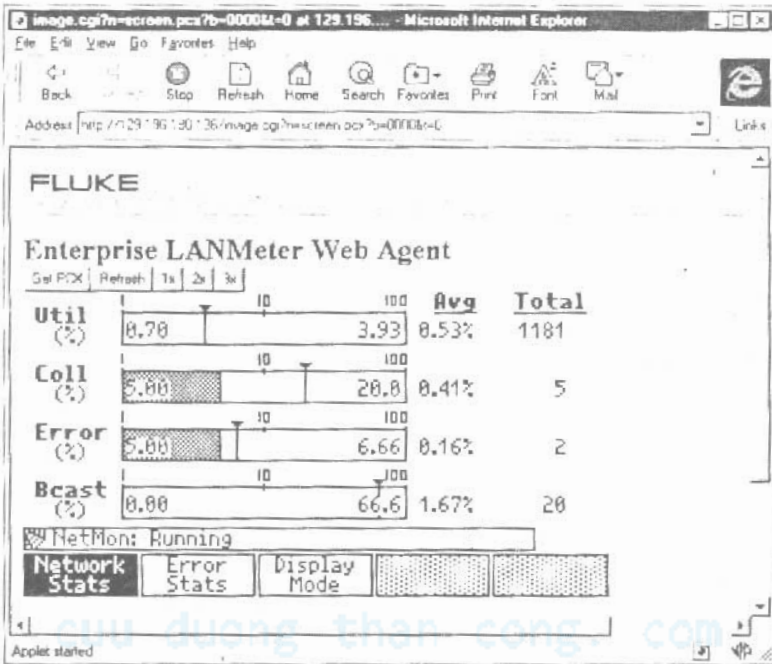 image.cgi?n=screen.pcx?b=0000&t=0 at 129.196.... - Microsoft Internet Explorer
File Edit View Go Favorites Help
Back Stop Refresh Home Search Favorites Print Font Mail
Address Links
FLUKE
Enterprise LANMeter Web Agent
Get PCX Refresh 1x 2x 3x
1 10 100 Avg Total
Util (%) 0.70 3.93 0.53% 1181
1 10 100
Coll (%) 5.00 20.0 0.41% 5
1 10 100
Error (%) 5.00 6.66 0.16% 2
1 10 100
Bcast (%) 0.00 66.6 1.67% 20
NetMon: Running
Network Stats Error Stats Display Mode
cuu duong than cong. com
Applet started